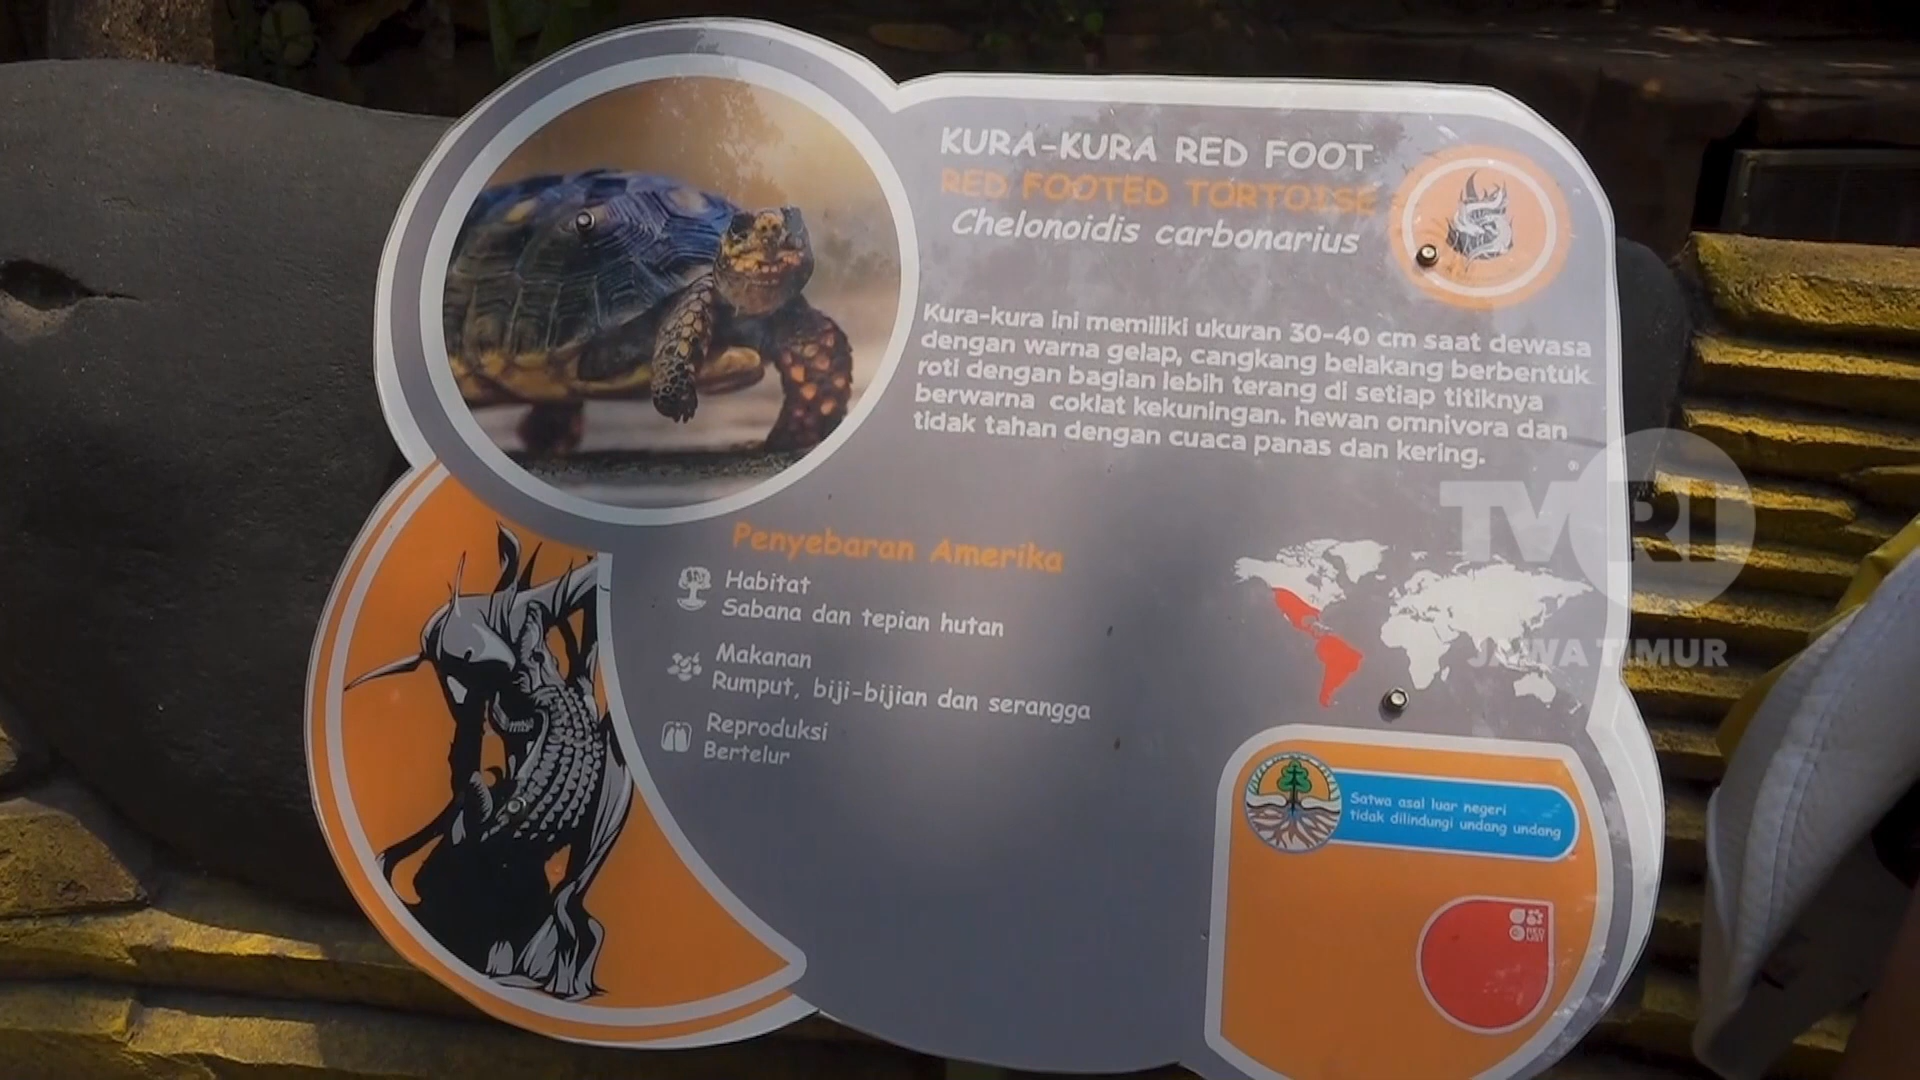 KURA-KURA RED FOOT
RED FOOTED TORTOISE
Chelonoidis carbonarius
Kura-kura ini memiliki ukuran 30-40 cm saat dewasa
dengan warna gelap, cangkang belakang berbentuk
roti dengan bagian lebih terang di setiap titiknya
berwarna coklat kekuningan. hewan omnivora dan
tidak tahan dengan cuaca panas dan kering.
Penyebaran Amerika
Habitat
Sabana dan tepian hutan
Makanan
Rumput, biji-bijian dan serangga
Reproduksi
Bertelur
Satwa asal luar negeri
tidak dilindungi undang undang
RED
LIST
TVRI
JAWA TIMUR